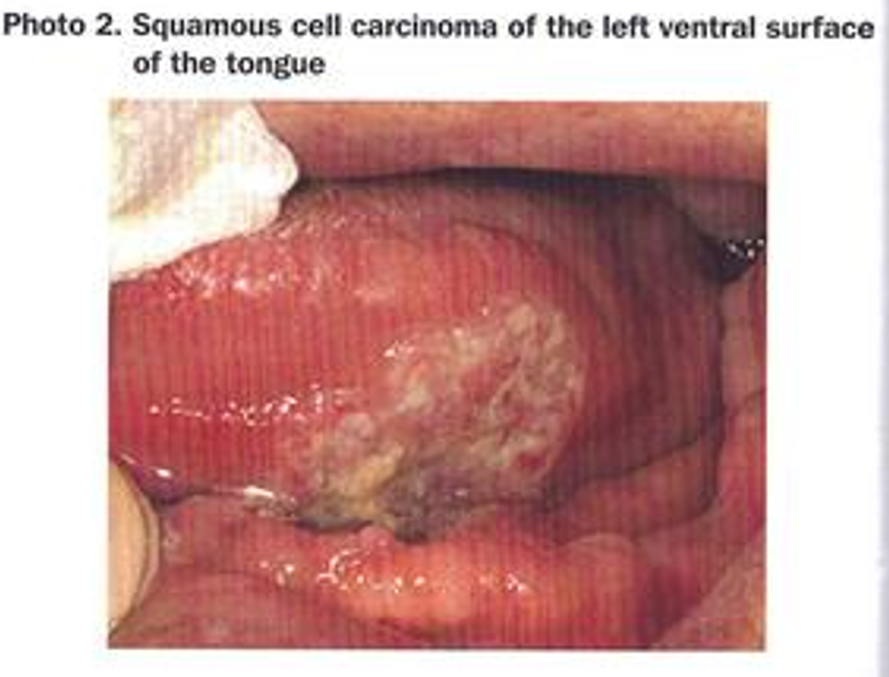 Photo 2. Squamous cell carcinoma of the left ventral surface
of the tongue